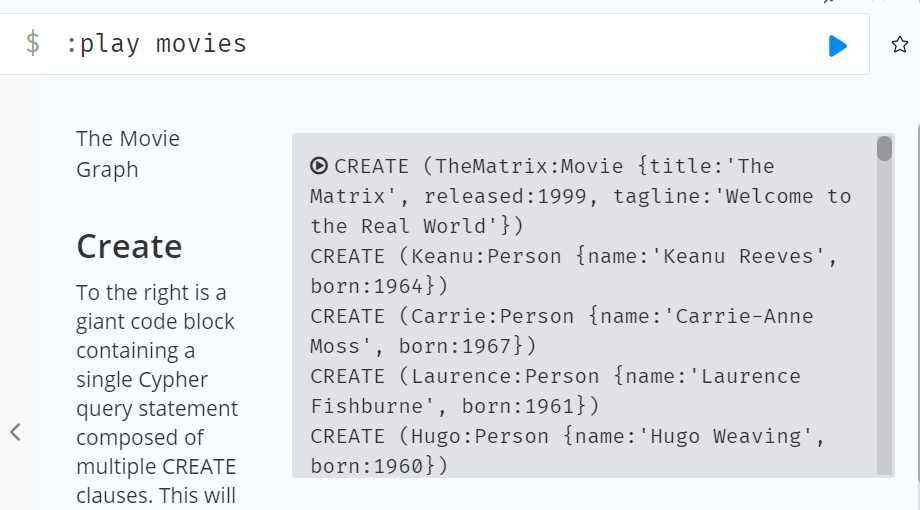 $ :play movies
The Movie
Graph
Create
To the right is a
giant code block
containing a
single Cypher
query statement
composed of
multiple CREATE
clauses. This will
CREATE (TheMatrix:Movie {title:'The
Matrix', released:1999, tagline:'Welcome to
the Real World'})
CREATE (Keanu:Person {name:'Keanu Reeves',
born:1964})
CREATE (Carrie:Person {name:'Carrie-Anne
Moss', born:1967})
CREATE (Laurence:Person {name:'Laurence
Fishburne', born:1961})
CREATE (Hugo:Person {name:'Hugo Weaving',
born:1960})